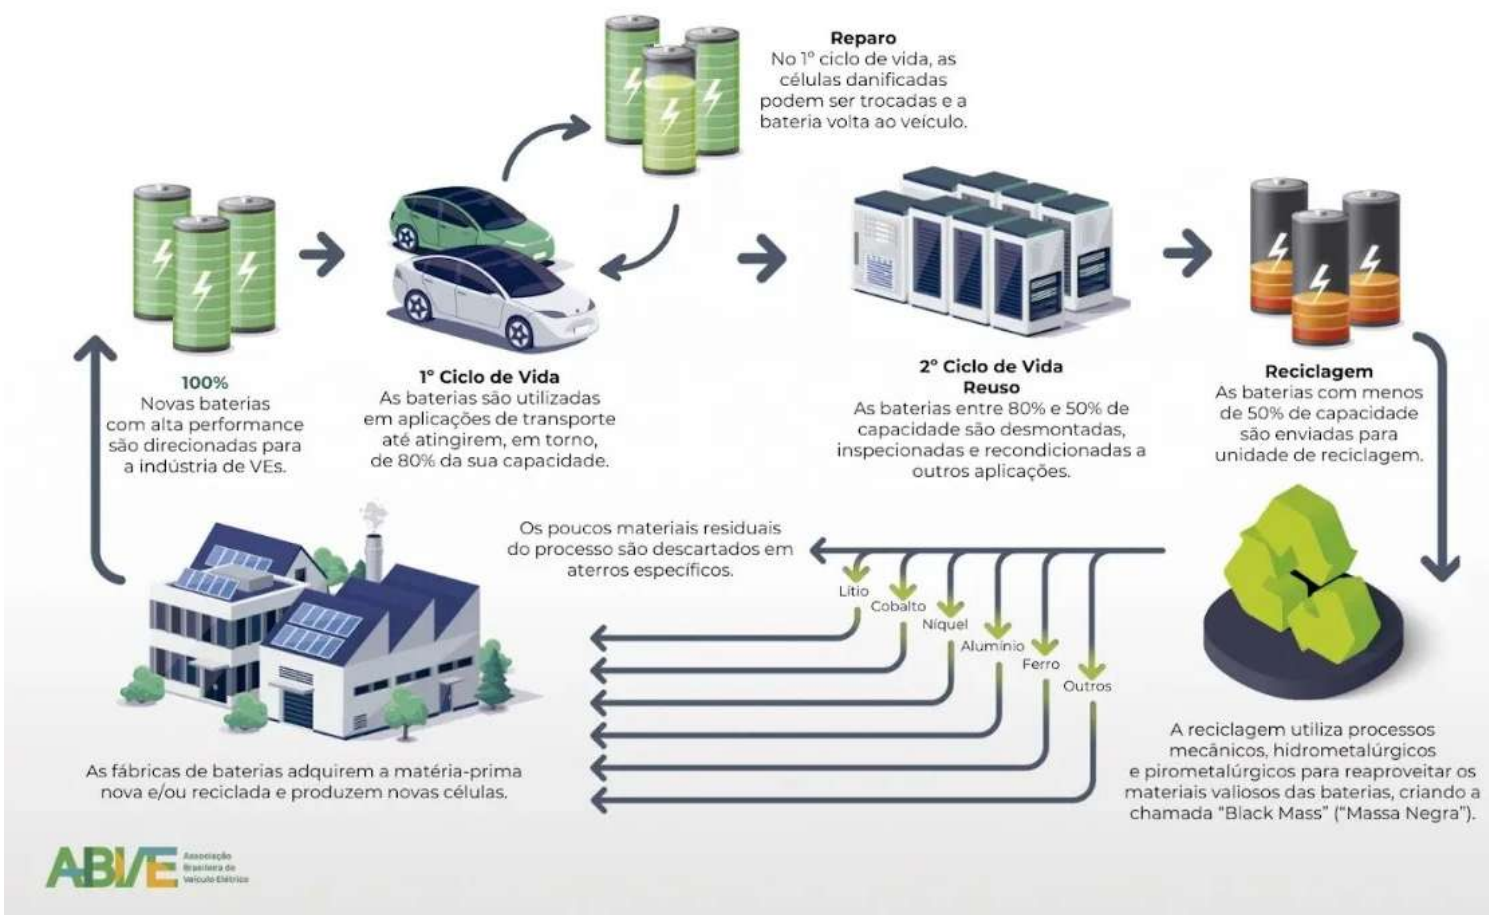 Reparo
No 1º ciclo de vida, as
células danificadas
podem ser trocadas e a
bateria volta ao veículo.
100%
Novas baterias
com alta performance
são direcionadas para
a indústria de VEs.
1º Ciclo de Vida
As baterias são utilizadas
em aplicações de transporte
até atingirem, em torno,
de 80% da sua capacidade.
2º Ciclo de Vida
Reuso
As baterias entre 80% e 50% de
capacidade são desmontadas,
inspecionadas e recondicionadas a
outros aplicações.
Reciclagem
As baterias com menos
de 50% de capacidade
são enviadas para
unidade de reciclagem.
Os poucos materiais residuais
do processo são descartados em
aterros específicos.
Lítio
Cobalto
Níquel
Alumínio
Ferro
Outros
A reciclagem utiliza processos
mecânicos, hidrometalúrgicos
e pirometalúrgicos para reaproveitar os
materiais valiosos das baterias, criando a
chamada “Black Mass” (“Massa Negra”).
As fábricas de baterias adquirem a matéria-prima
nova e/ou reciclada e produzem novas células.
ABVE
Associação
Brasileira do
Veículo Elétrico